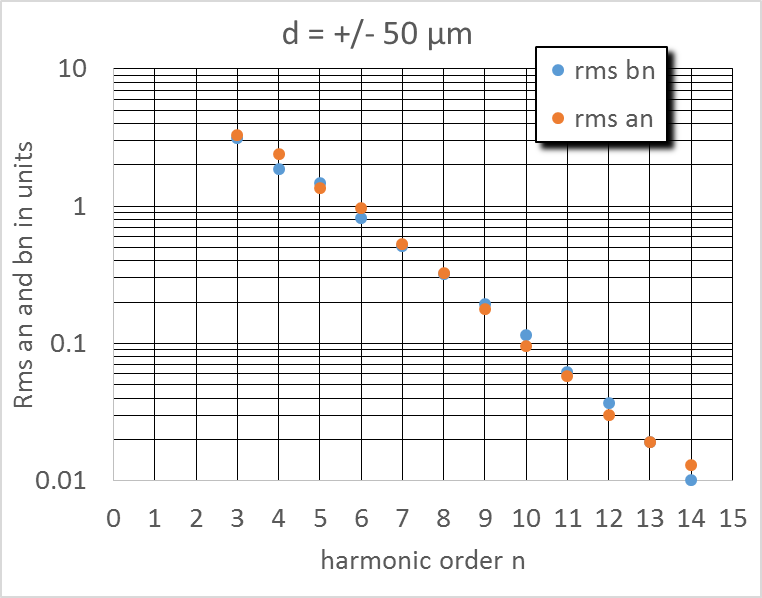 d = +/- 50 µm
rms bn
rms an
Rms an and bn in units
10
1
0.1
0.01
0 1 2 3 4 5 6 7 8 9 10 11 12 13 14 15
harmonic order n